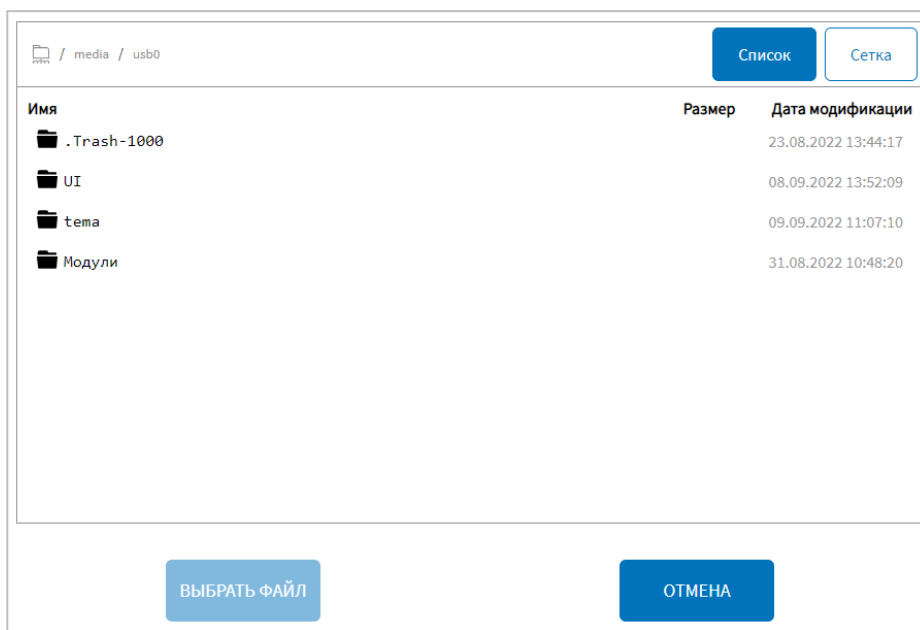 / media / usb0 Список Сетка
Имя Размер Дата модификации
.Trash-1000 23.08.2022 13:44:17
UI 08.09.2022 13:52:09
tema 09.09.2022 11:07:10
Модули 31.08.2022 10:48:20
ВЫБРАТЬ ФАЙЛ ОТМЕНА